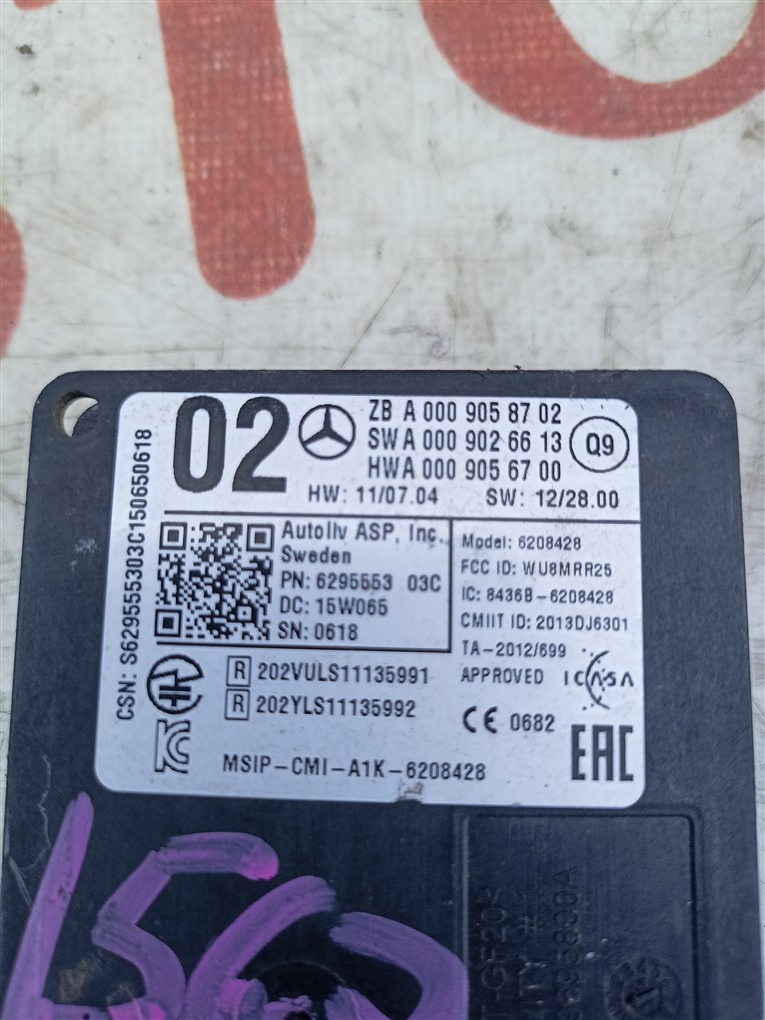 02
ZB A 000 905 87 02
SW A 000 902 66 13
HW A 000 905 67 00
Q9
HW: 11/07.04 SW: 12/28.00
CSN: S629555303C150650618
Autoliv ASP, Inc.
Sweden
PN: 6295553 03C
DC: 15W065
SN: 0618
Model: 6208428
FCC ID: WU8MRR25
IC: 8436B-6208428
CMIIT ID: 2013DJ6301
TA-2012/699
APPROVED ICASA
R 202VULS11135991
R 202YLS11135992
CE 0682
EAC
MSIP-CMI-A1K-6208428